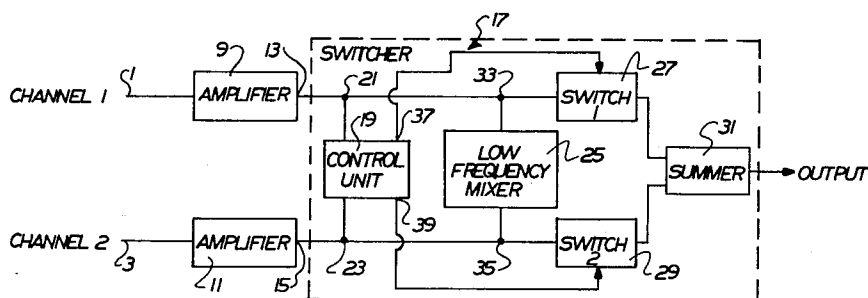 17
SWITCHER
9
13
21
33
27
1
CHANNEL 1
AMPLIFIER
SWITCH
1
19
37
31
CONTROL
UNIT
LOW
FREQUENCY
MIXER
25
SUMMER
OUTPUT
39
CHANNEL 2
AMPLIFIER
SWITCH
2
3
11
15
23
35
29